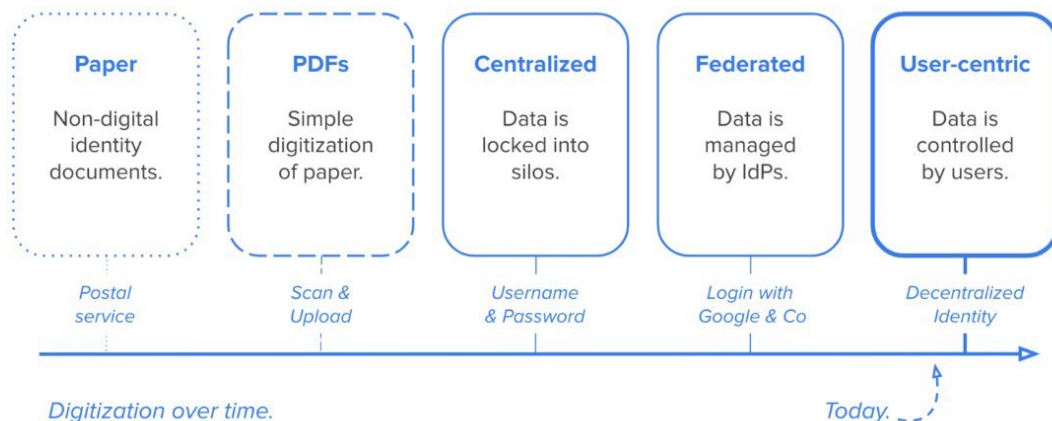 Paper
Non-digital
identity
documents.
PDFs
Simple
digitization
of paper.
Centralized
Data is
locked into
silos.
Federated
Data is
managed
by IdPs.
User-centric
Data is
controlled
by users.
Postal
service
Scan &
Upload
Username
& Password
Login with
Google & Co
Decentralized
Identity
Digitization over time.
Today.